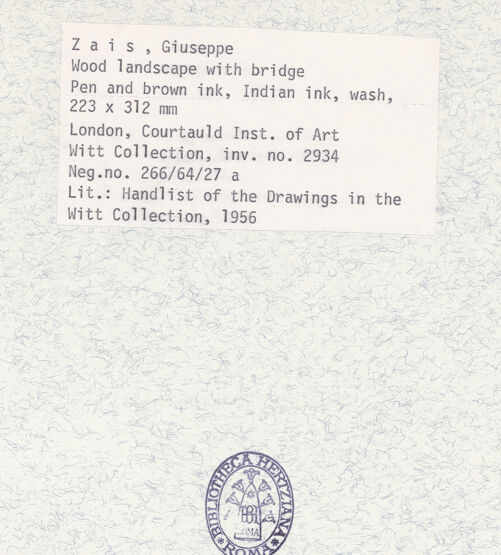 Z a i s , Giuseppe
Wood landscape with bridge
Pen and brown ink, Indian ink, wash,
223 x 312 mm
London, Courtauld Inst. of Art
Witt Collection, inv. no. 2934
Neg.no. 266/64/27 a
Lit.: Handlist of the Drawings in the
Witt Collection, 1956
BIBLIOTHECA HERTZIANA
ROMA